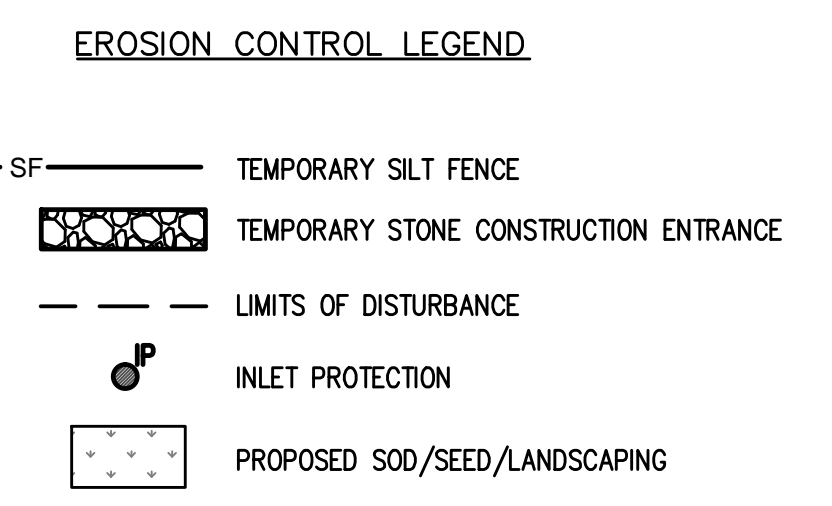 EROSION CONTROL LEGEND
SF TEMPORARY SILT FENCE
TEMPORARY STONE CONSTRUCTION ENTRANCE
LIMITS OF DISTURBANCE
IP
INLET PROTECTION
PROPOSED SOD/SEED/LANDSCAPING